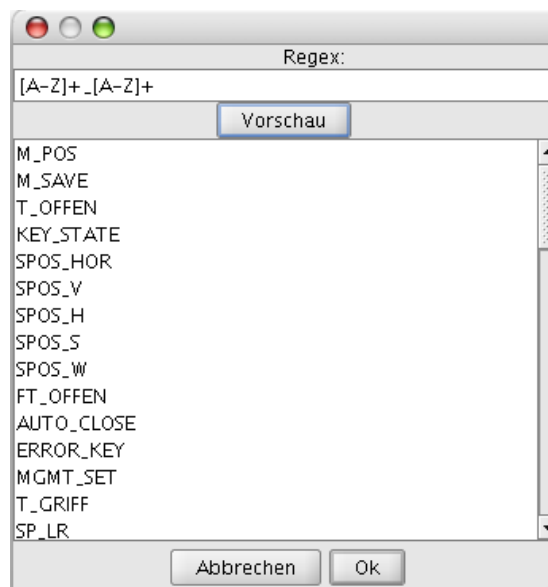 Regex:
[A-Z]+_[A-Z]+
Vorschau
M_POS
M_SAVE
T_OFFEN
KEY_STATE
SPOS_HOR
SPOS_V
SPOS_H
SPOS_S
SPOS_W
FT_OFFEN
AUTO_CLOSE
ERROR_KEY
MGMT_SET
T_GRIFF
SP_LR
Abbrechen Ok